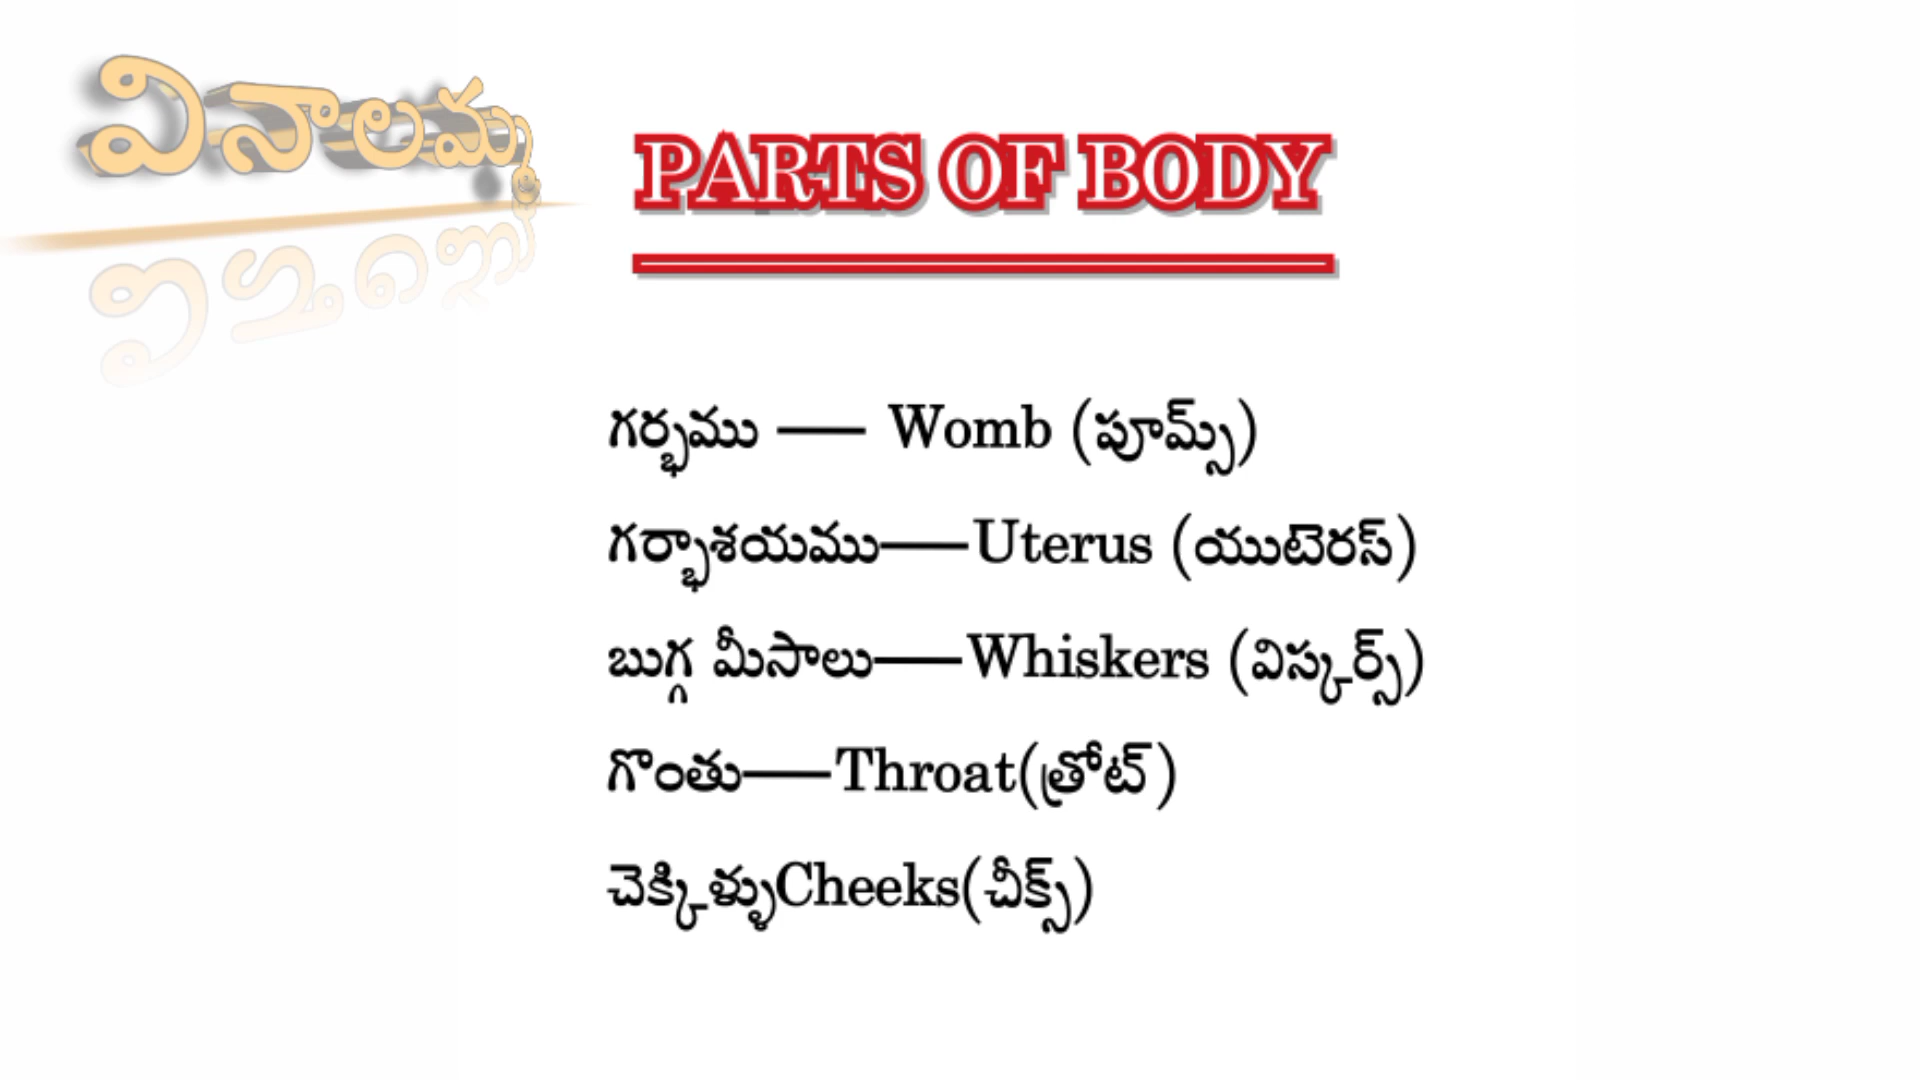 వినాలమ్మ
PARTS OF BODY
గర్భము —— Womb (పూమ్స్)
గర్భాశయము——Uterus (యుటెరస్)
బుగ్గ మీసాలు——Whiskers (విస్కర్స్)
గొంతు——Throat(త్రోట్)
చెక్కిళ్ళుCheeks(చీక్స్)